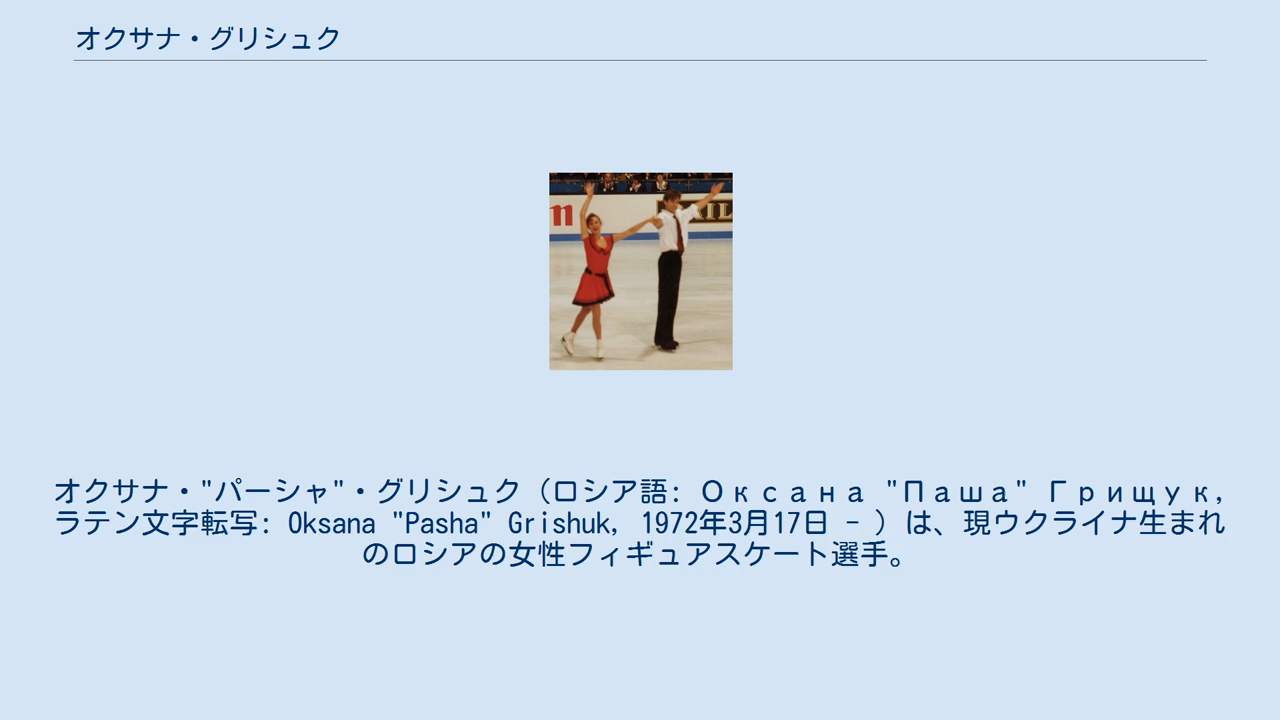 オクサナ・グリシュク
n
AIL
オクサナ・"パーシャ"・グリシュク（ロシア語: Оксана "Паша" Грищук,
ラテン文字転写: Oksana "Pasha" Grishuk, 1972年3月17日 - ）は、現ウクライナ生まれ
のロシアの女性フィギュアスケート選手。